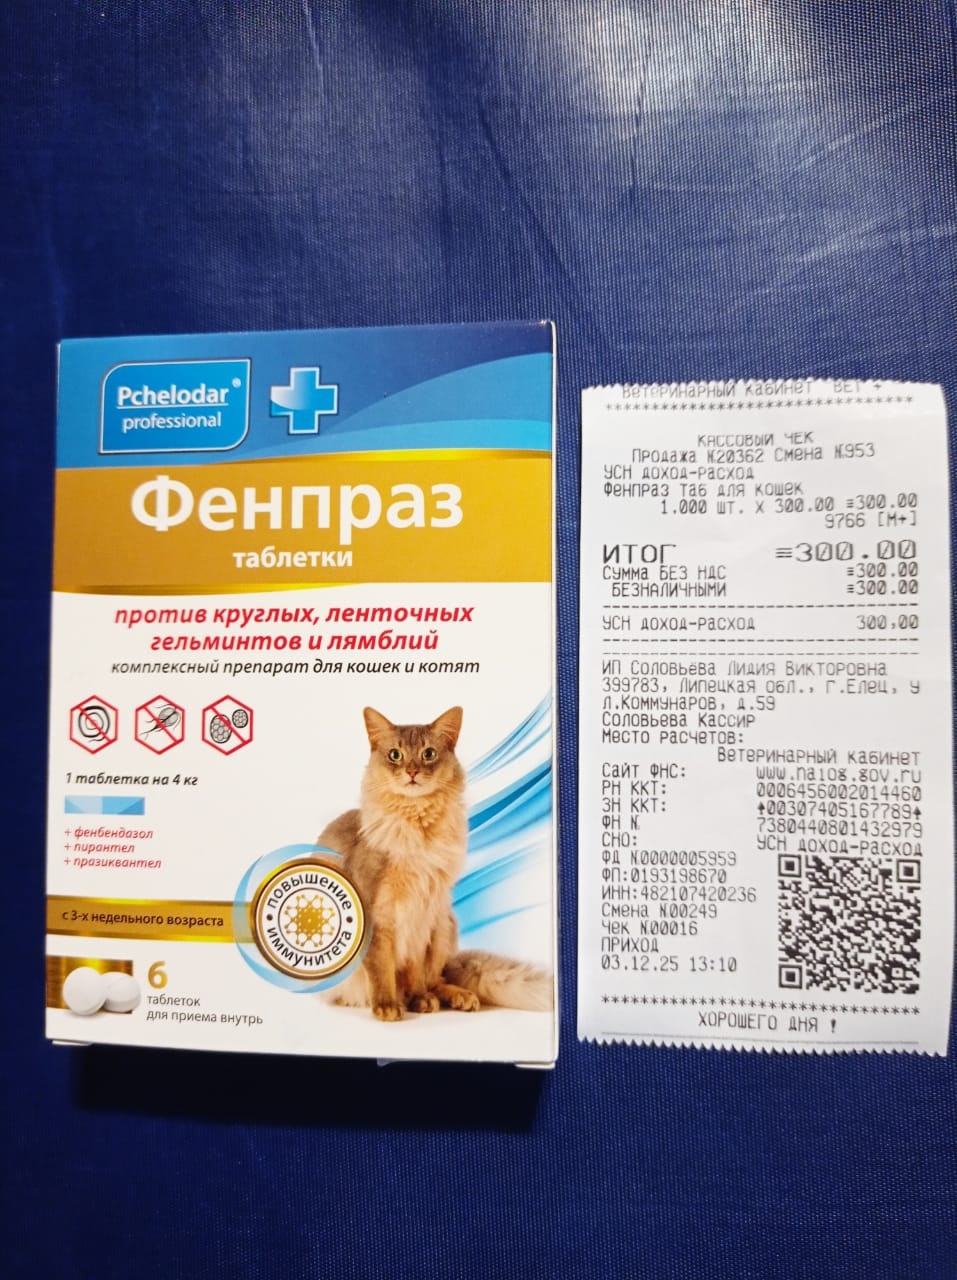 Pchelodar®
professional
Фенпраз
таблетки
против круглых, ленточных
гельминтов и лямблий
комплексный препарат для кошек и котят
1 таблетка на 4 кг
+ фенбендазол
+ пирантел
+ празиквантел
с 3-х недельного возраста
ПОВЫШЕНИЕ
ИММУНИТЕТА
6
таблеток
для приема внутрь
Ветеринарный кабинет "ВЕТ +"
********************************
КАССОВЫЙ ЧЕК
Продажа №20362 Смена №953
УСН ДОХОД-РАСХОД
Фенпраз таб для кошек
1.000 шт. X 300.00 ≡300.00
9766 [М+]
ИТОГ ≡300.00
СУММА БЕЗ НДС ≡300.00
БЕЗНАЛИЧНЫМИ ≡300.00
УСН ДОХОД-РАСХОД 300,00
ИП Соловьёва Лидия Викторовна
399783, Липецкая обл., г.Елец, у
л.Коммунаров, д.59
Соловьева Кассир
Место расчетов:
Ветеринарный кабинет
Сайт ФНС: www.nalog.gov.ru
РН ККТ: 0006456002014460
ЗН ККТ: 00307405167789
ФН № 7380440801432979
СНО: УСН ДОХОД-РАСХОД
ФД №0000005959
ФП:0193198670
ИНН:482107420236
Смена №00249
Чек №00016
ПРИХОД
03.12.25 13:10
********************************
ХОРОШЕГО ДНЯ !